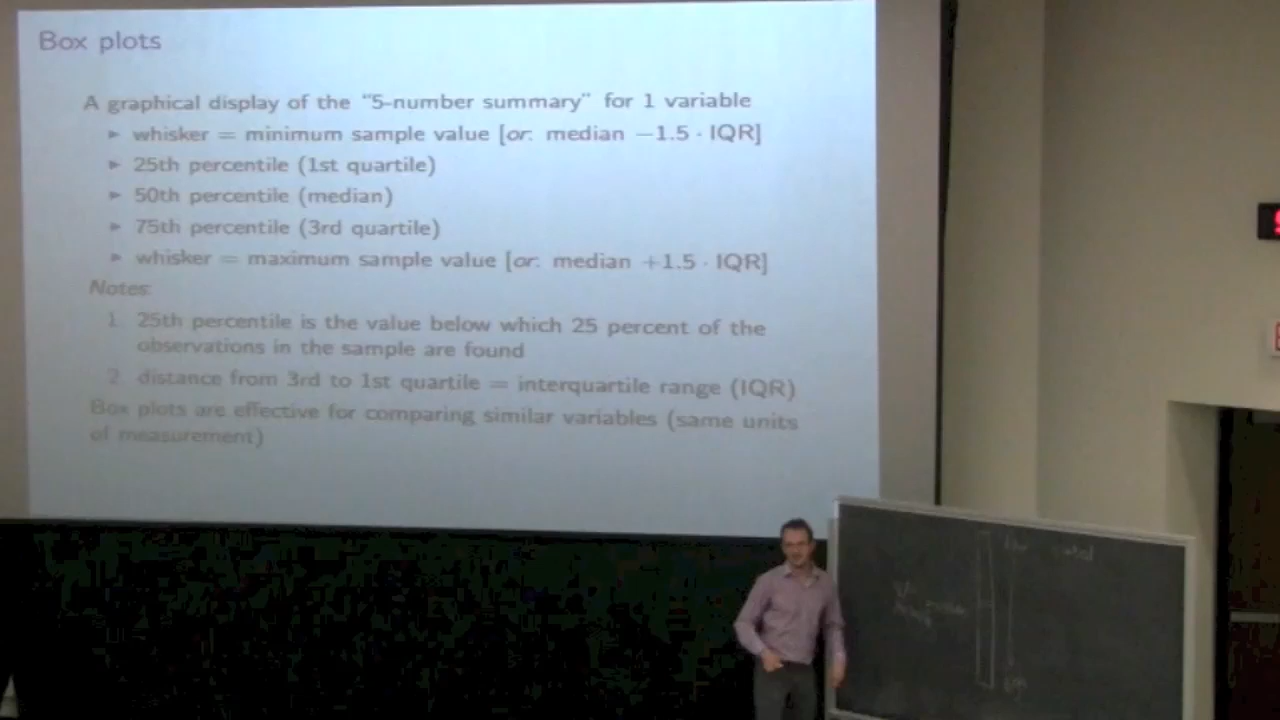 Box plots
A graphical display of the “5-number summary” for 1 variable
► whisker = minimum sample value [or: median −1.5 · IQR]
► 25th percentile (1st quartile)
► 50th percentile (median)
► 75th percentile (3rd quartile)
► whisker = maximum sample value [or: median +1.5 · IQR]
Notes:
1. 25th percentile is the value below which 25 percent of the
observations in the sample are found
2. distance from 3rd to 1st quartile = interquartile range (IQR)
Box plots are effective for comparing similar variables (same units
of measurement)